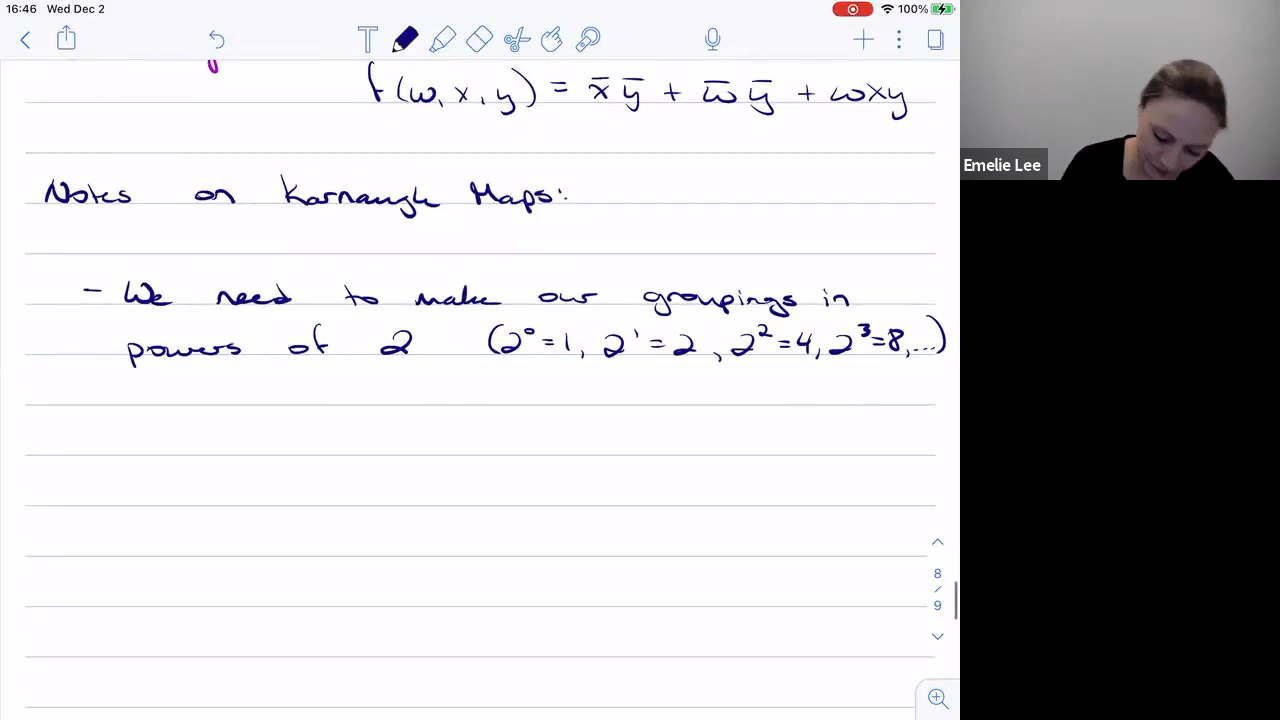 16:46 Wed Dec 2
100%
f(w, x, y) = x̄ ȳ + w̄ ȳ + wxy
Emelie Lee
Notes on Karnaugh Maps:
- We need to make our groupings in
powers of 2 (2⁰ = 1, 2¹ = 2, 2² = 4, 2³ = 8, ...)
8
/
9